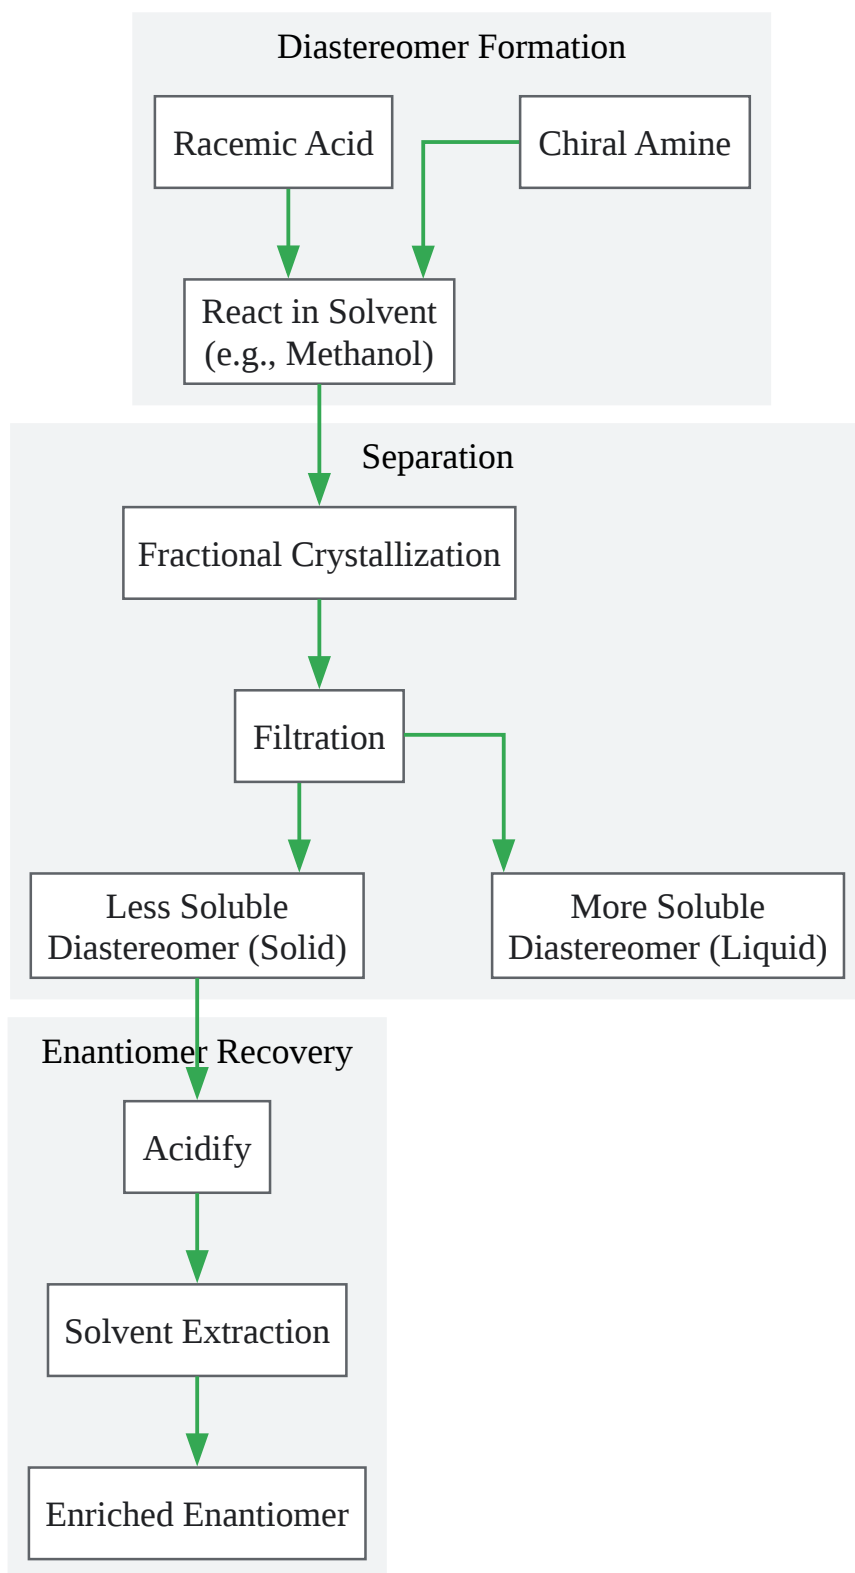 Diastereomer Formation
Racemic Acid
Chiral Amine
React in Solvent
(e.g., Methanol)
Separation
Fractional Crystallization
Filtration
Less Soluble
Diastereomer (Solid)
More Soluble
Diastereomer (Liquid)
Enantiomer Recovery
Acidify
Solvent Extraction
Enriched Enantiomer